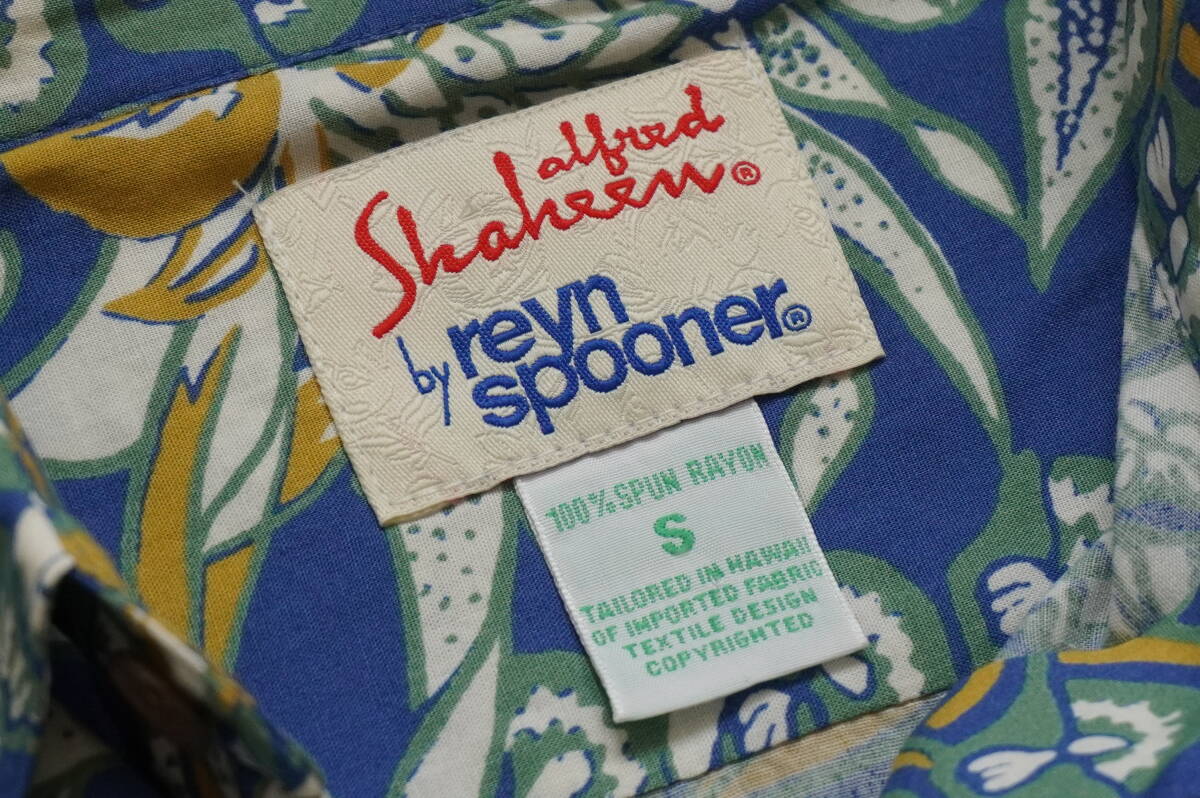 alfred
Shaheen®
by reyn
spooner®
100% SPUN RAYON
S
TAILORED IN HAWAII
OF IMPORTED FABRIC
TEXTILE DESIGN
COPYRIGHTED